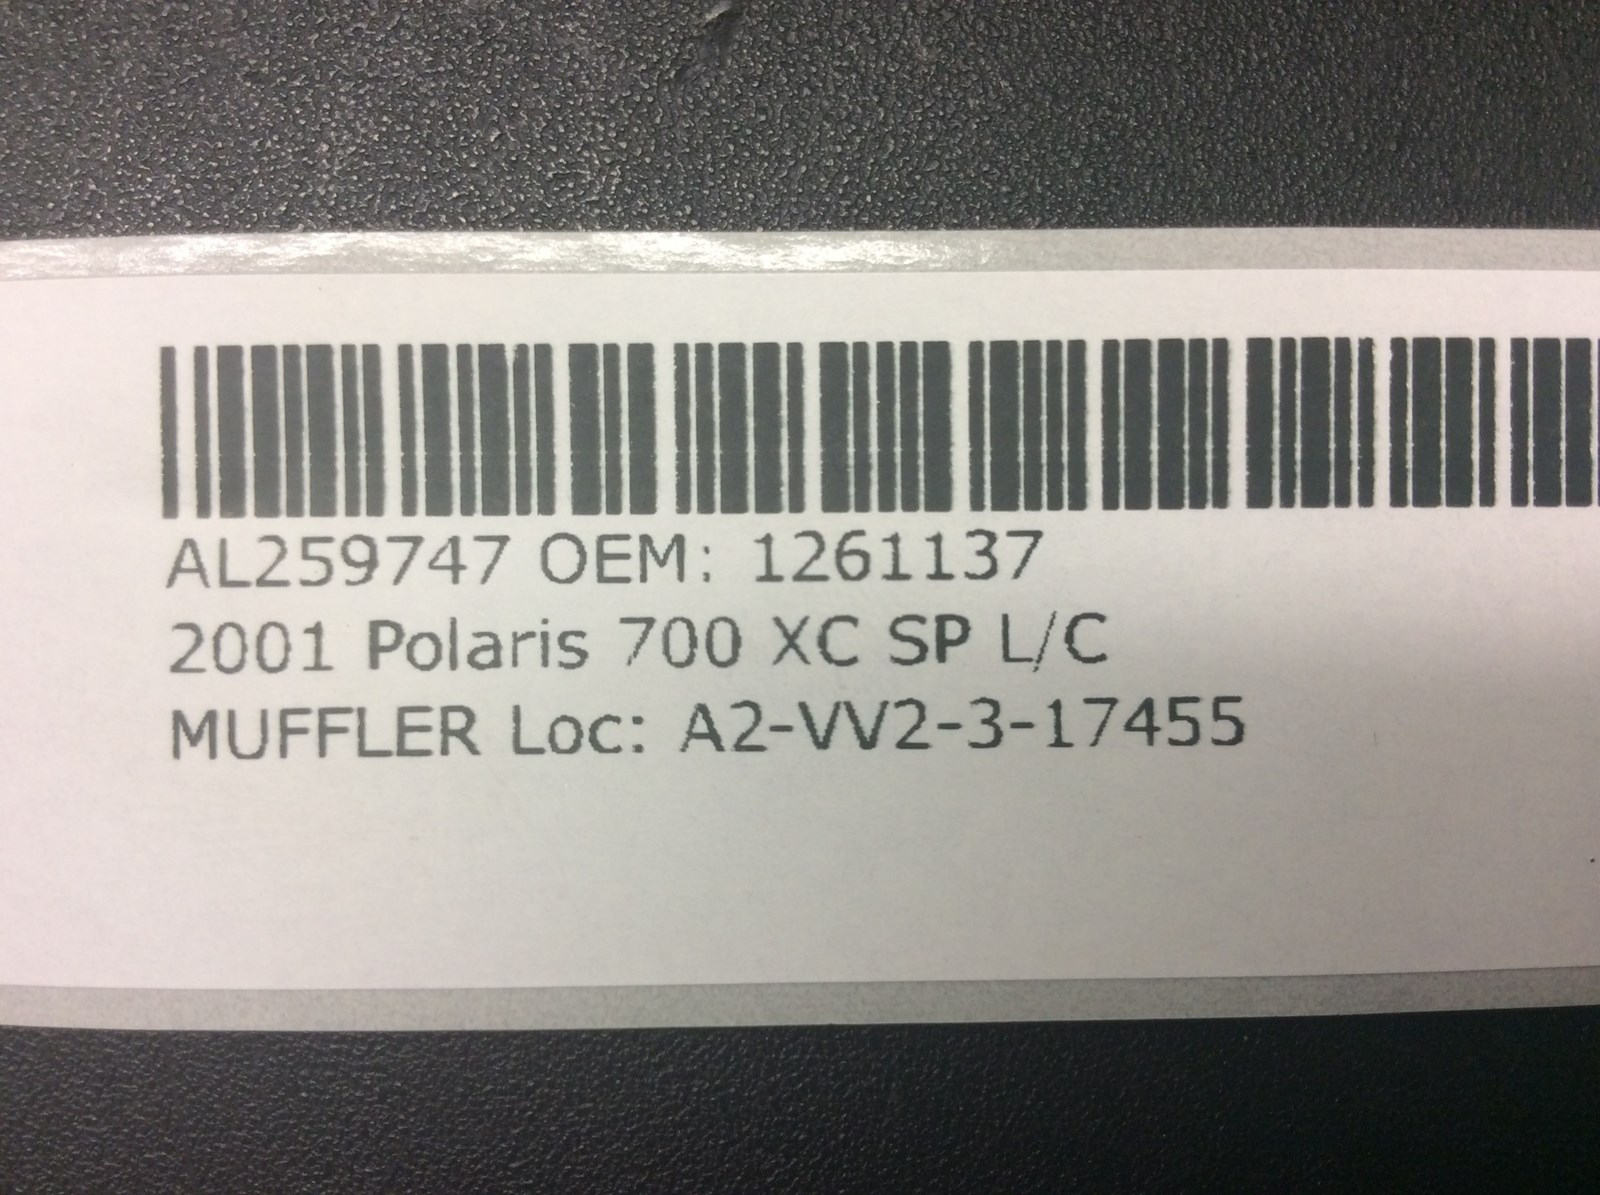 AL259747 OEM: 1261137
2001 Polaris 700 XC SP L/C
MUFFLER Loc: A2-VV2-3-17455